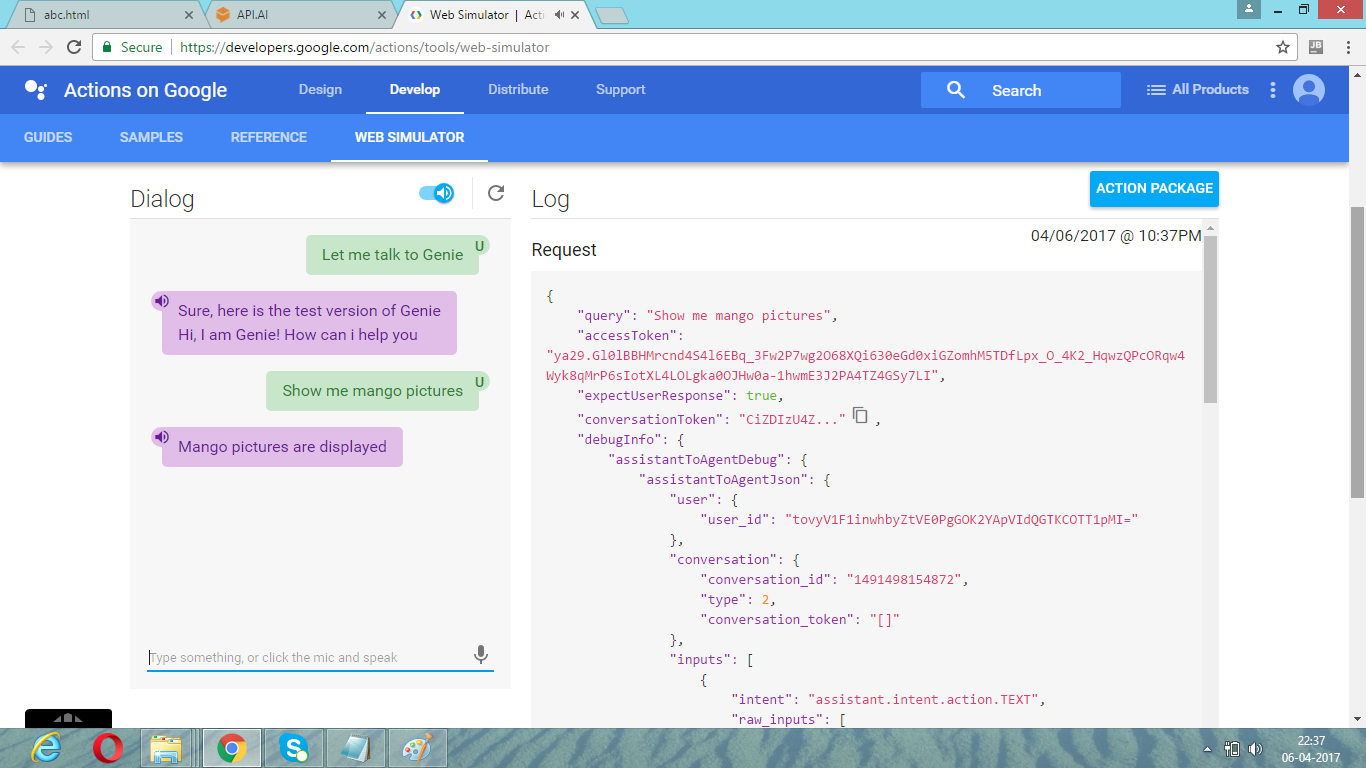 abc.html
API.AI
Web Simulator | Acti
Secure
https://developers.google.com/actions/tools/web-simulator
JB
Actions on Google
Design
Develop
Distribute
Support
Search
All Products
GUIDES
SAMPLES
REFERENCE
WEB SIMULATOR
Dialog
Let me talk to Genie
U
Sure, here is the test version of Genie
Hi, I am Genie! How can i help you
Show me mango pictures
U
Mango pictures are displayed
Type something, or click the mic and speak
Log
ACTION PACKAGE
04/06/2017 @ 10:37PM
Request
{
"query": "Show me mango pictures",
"accessToken":
"ya29.Gl0lBBHMrcnd4S4l6EBq_3Fw2P7wg2O68XQi630eGd0xiGZomhM5TDfLpx_O_4K2_HqwzQPcORqw4
Wyk8qMrP6sIotXL4LOLgka0OJHw0a-1hwmE3J2PA4TZ4GSy7LI",
"expectUserResponse": true,
"conversationToken": "CiZDIzU4Z..." ,
"debugInfo": {
"assistantToAgentDebug": {
"assistantToAgentJson": {
"user": {
"user_id": "tovyV1F1inwhbyZtVE0PgGOK2YApVIdQGTKCOTT1pMI="
},
"conversation": {
"conversation_id": "1491498154872",
"type": 2,
"conversation_token": "[]"
},
"inputs": [
{
"intent": "assistant.intent.action.TEXT",
"raw_inputs": [
22:37
06-04-2017